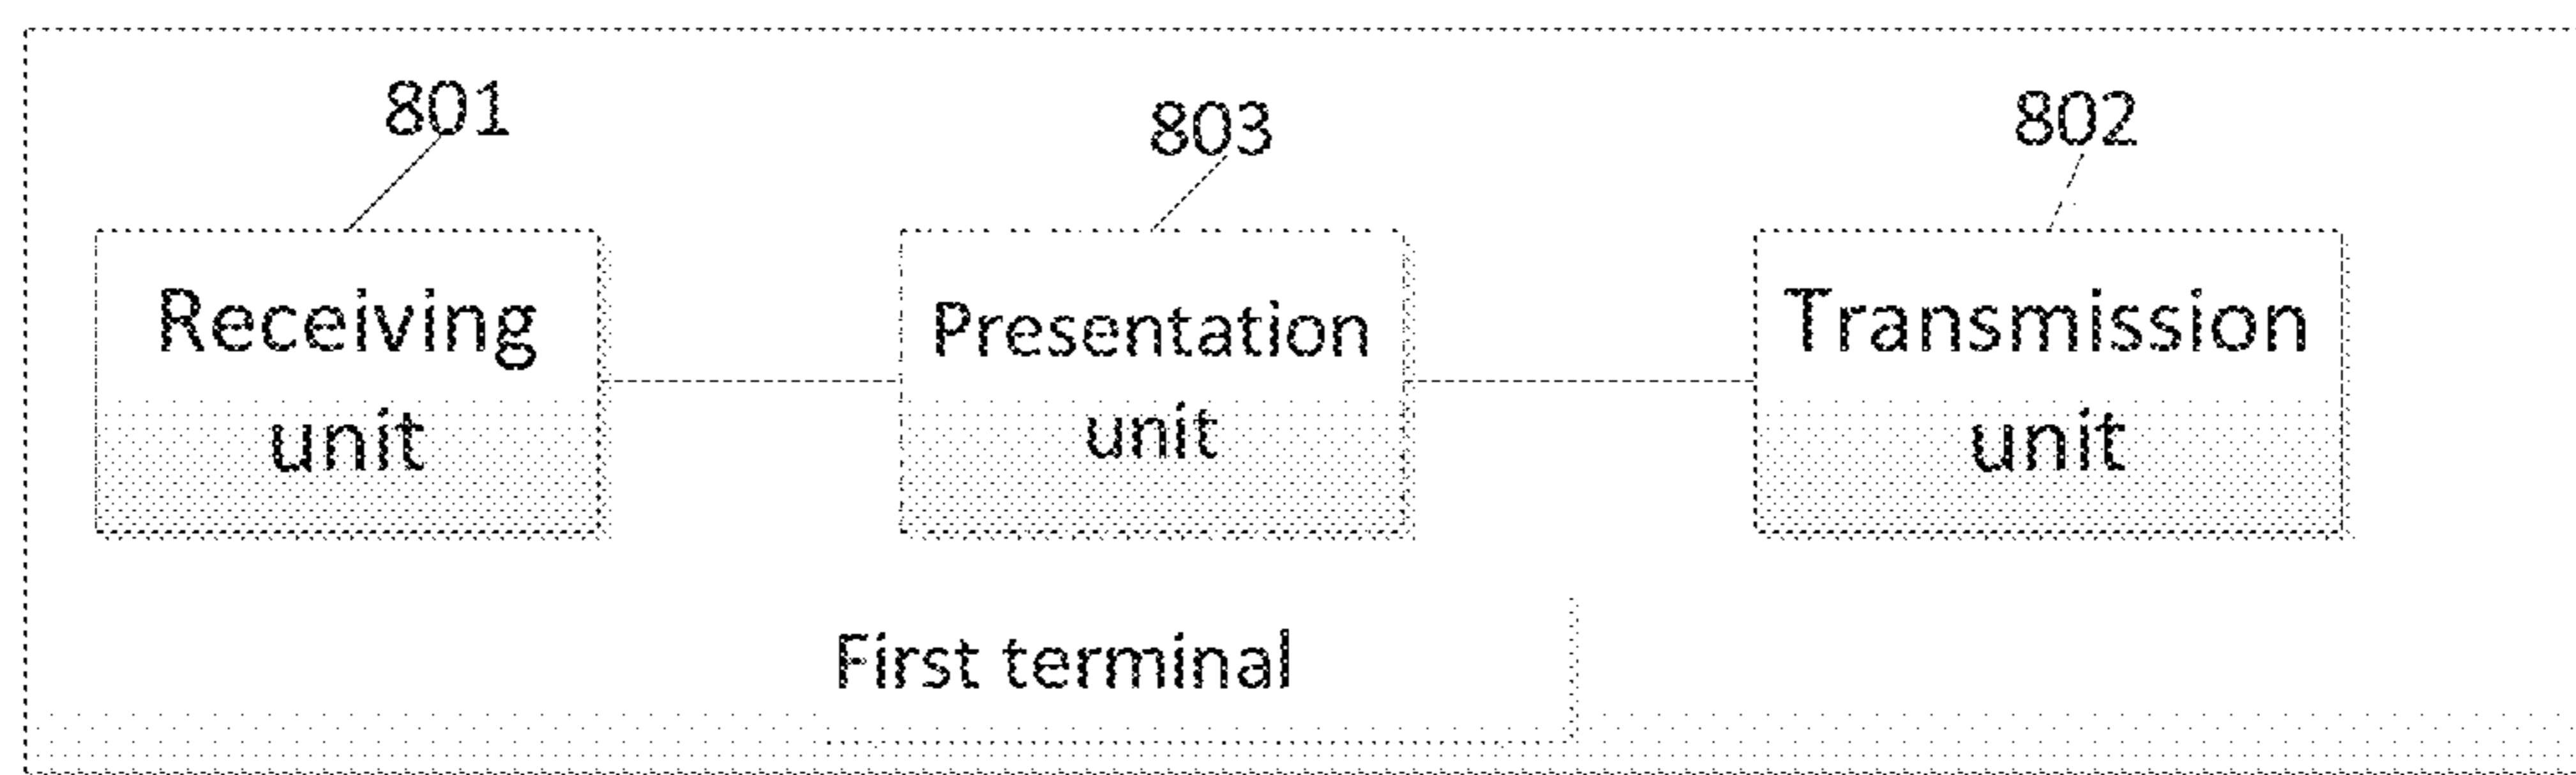 801
803
802
Receiving
unit
Presentation
unit
Transmission
unit
First terminal